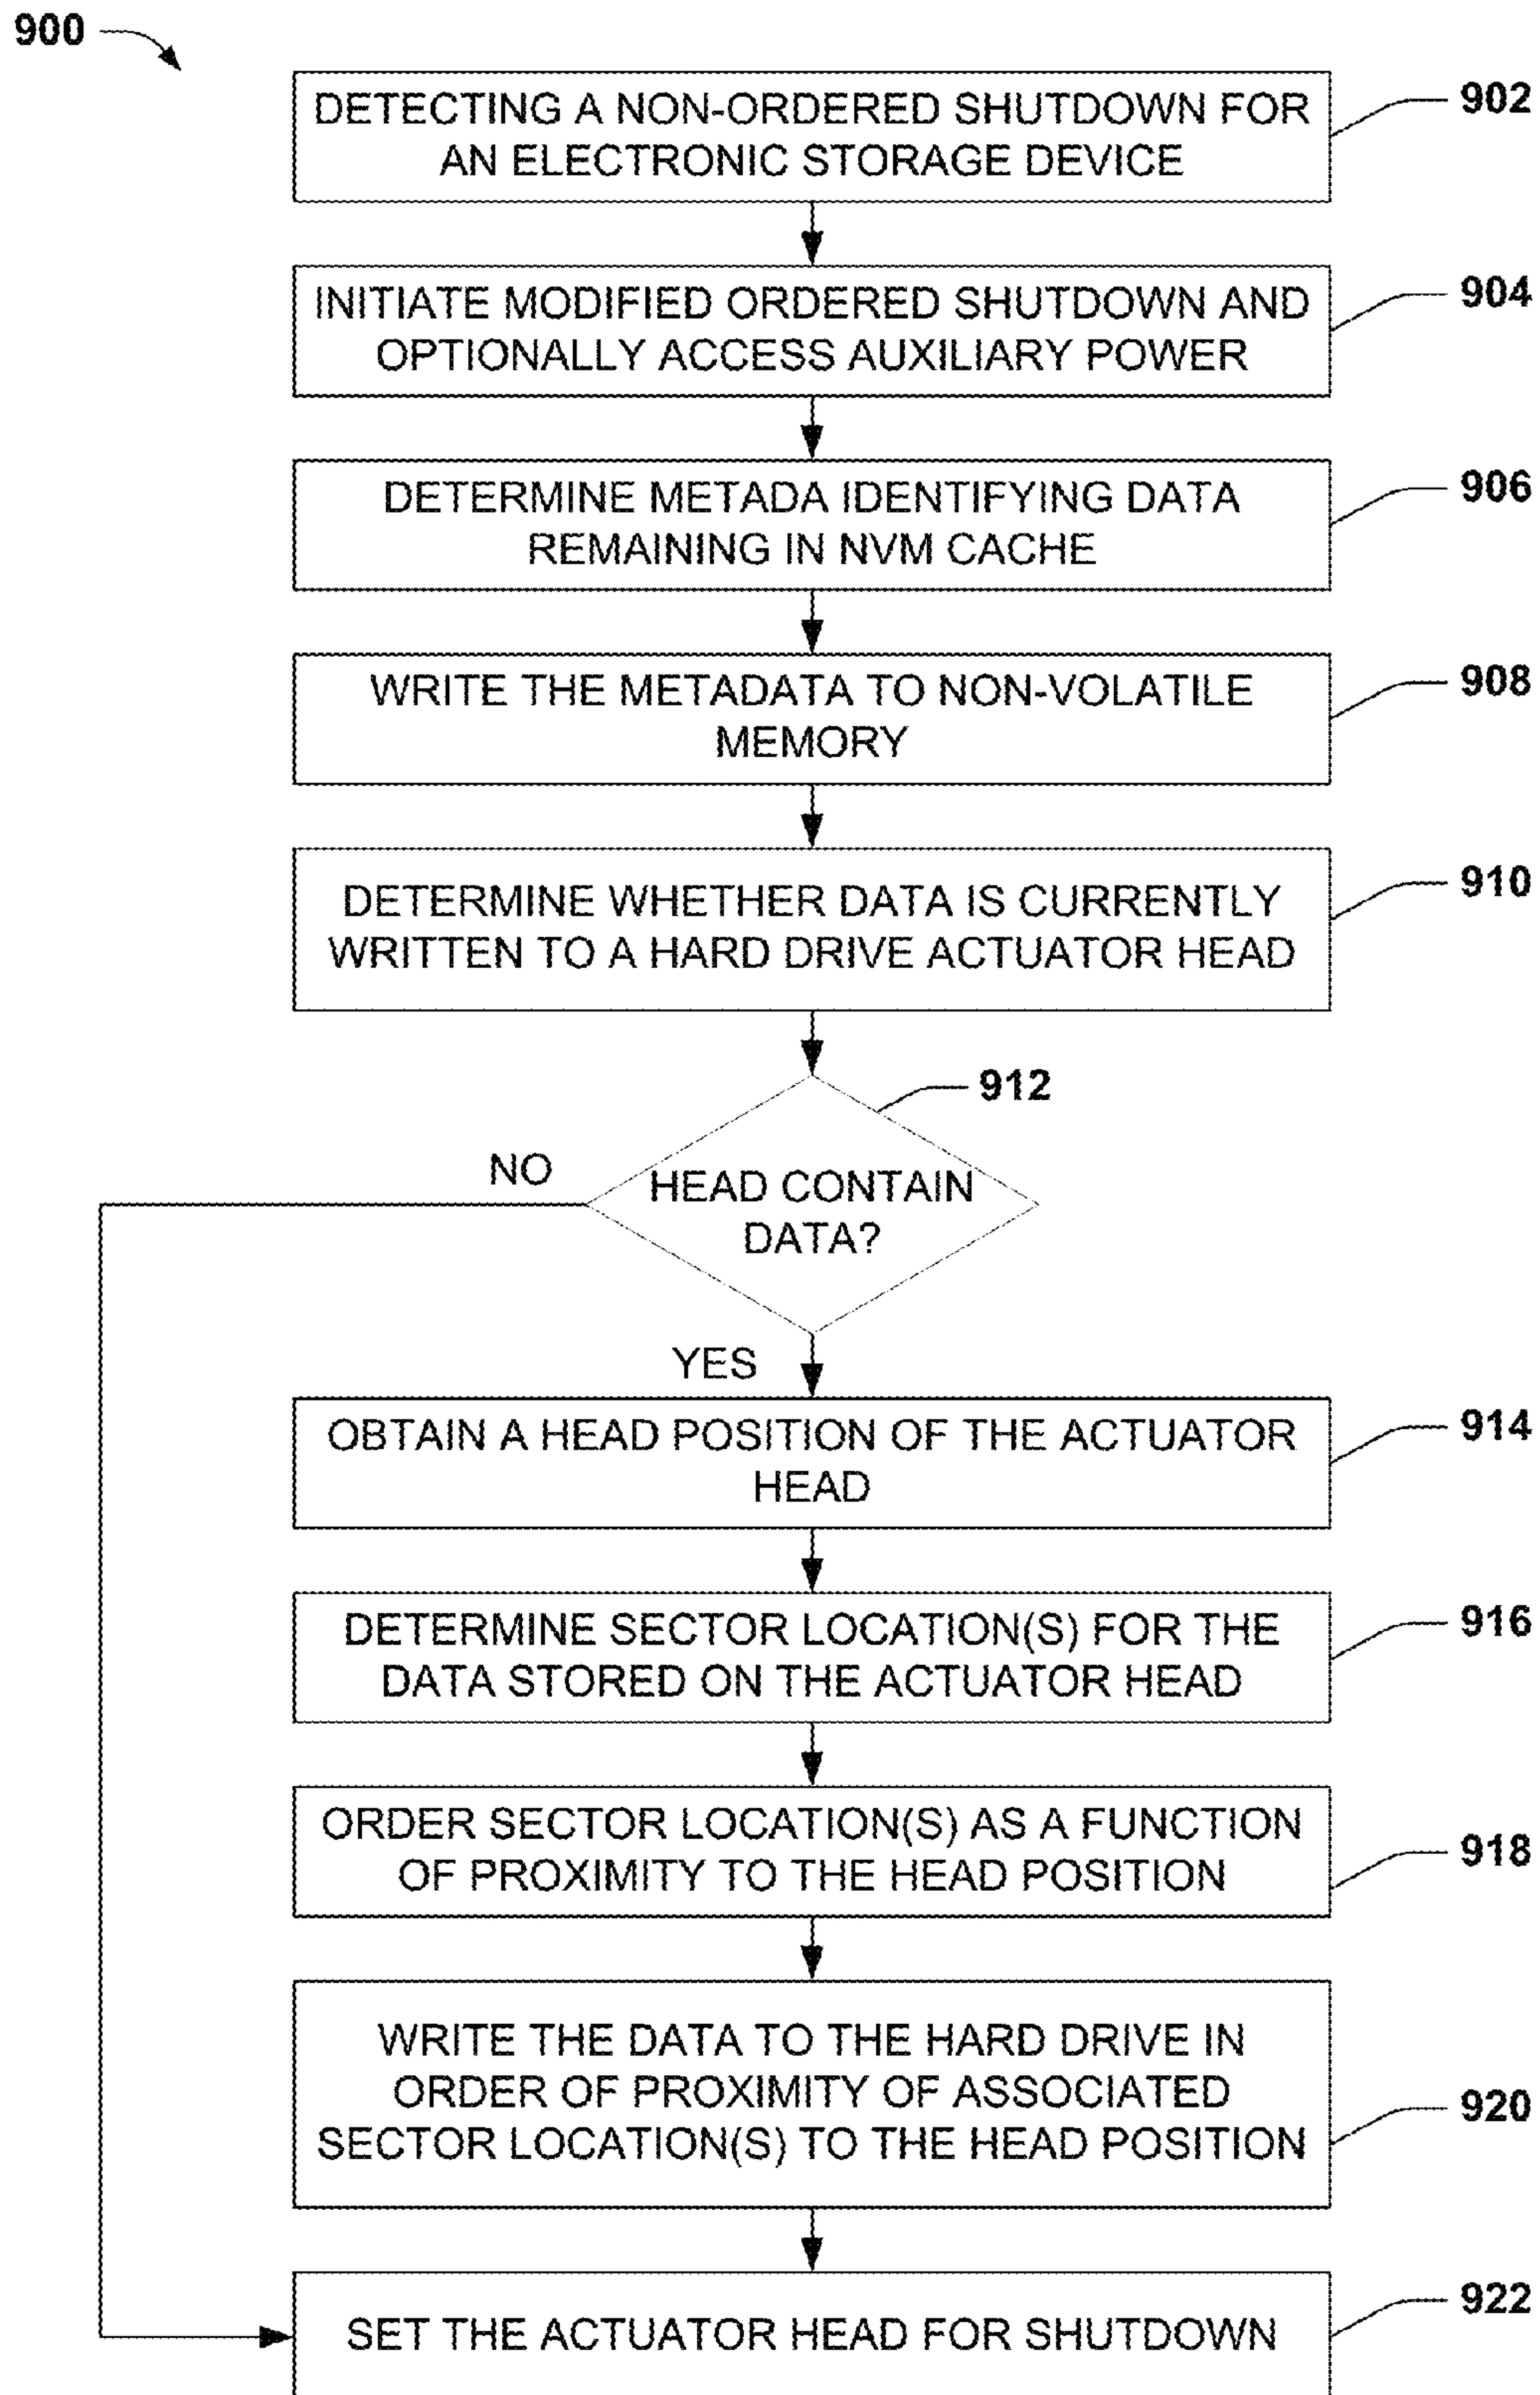 900
DETECTING A NON-ORDERED SHUTDOWN FOR
AN ELECTRONIC STORAGE DEVICE
902
INITIATE MODIFIED ORDERED SHUTDOWN AND
OPTIONALLY ACCESS AUXILIARY POWER
904
DETERMINE METADA IDENTIFYING DATA
REMAINING IN NVM CACHE
906
WRITE THE METADATA TO NON-VOLATILE
MEMORY
908
DETERMINE WHETHER DATA IS CURRENTLY
WRITTEN TO A HARD DRIVE ACTUATOR HEAD
910
912
NO
HEAD CONTAIN
DATA?
YES
OBTAIN A HEAD POSITION OF THE ACTUATOR
HEAD
914
DETERMINE SECTOR LOCATION(S) FOR THE
DATA STORED ON THE ACTUATOR HEAD
916
ORDER SECTOR LOCATION(S) AS A FUNCTION
OF PROXIMITY TO THE HEAD POSITION
918
WRITE THE DATA TO THE HARD DRIVE IN
ORDER OF PROXIMITY OF ASSOCIATED
SECTOR LOCATION(S) TO THE HEAD POSITION
920
SET THE ACTUATOR HEAD FOR SHUTDOWN
922